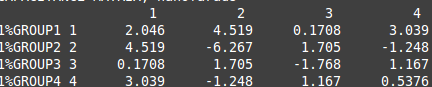 1 2 3 4
1%GROUP1 1 2.046 4.519 0.1708 3.039
1%GROUP2 2 4.519 -6.267 1.705 -1.248
1%GROUP3 3 0.1708 1.705 -1.768 1.167
1%GROUP4 4 3.039 -1.248 1.167 0.5376